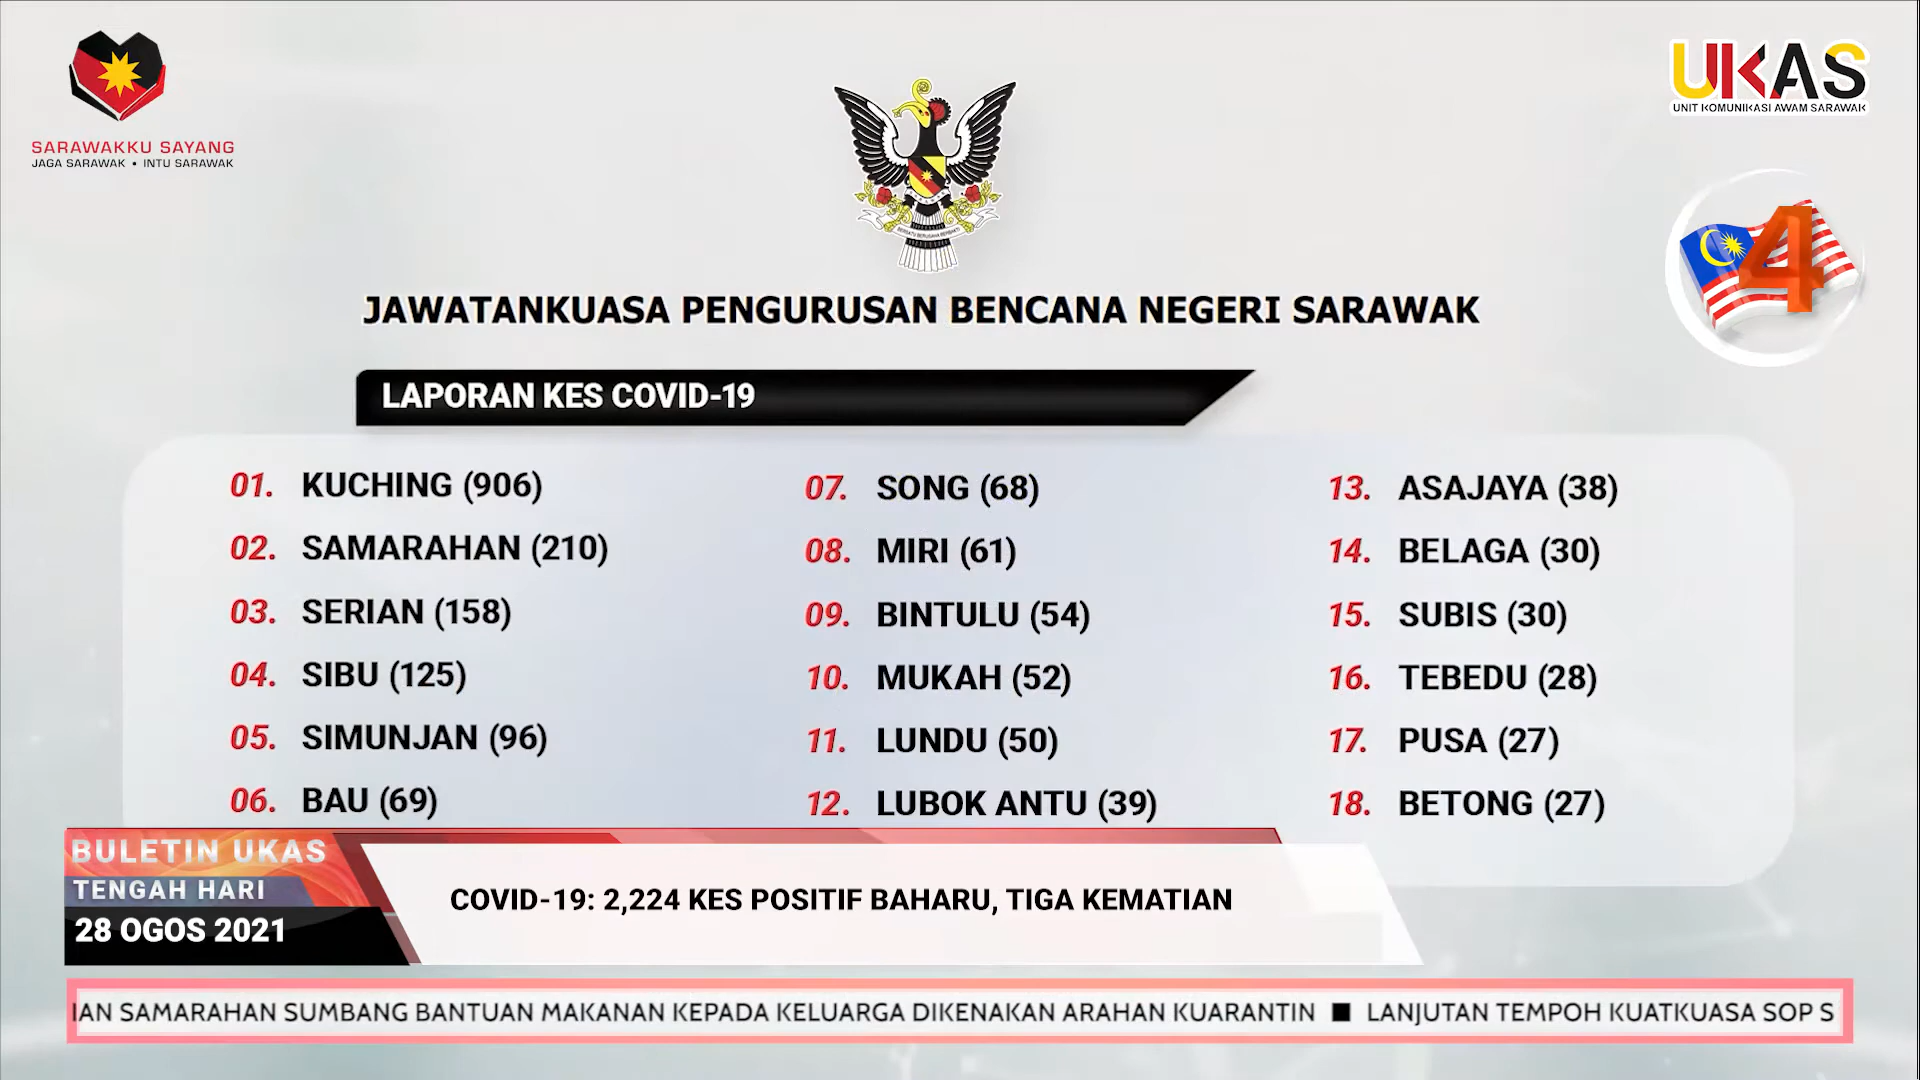 SARAWAKKU SAYANG
JAGA SARAWAK • INTU SARAWAK
UKAS
UNIT KOMUNIKASI AWAM SARAWAK
4
BERSATU BERUSAHA BERBAKTI
JAWATANKUASA PENGURUSAN BENCANA NEGERI SARAWAK
LAPORAN KES COVID-19
01. KUCHING (906)
02. SAMARAHAN (210)
03. SERIAN (158)
04. SIBU (125)
05. SIMUNJAN (96)
06. BAU (69)
07. SONG (68)
08. MIRI (61)
09. BINTULU (54)
10. MUKAH (52)
11. LUNDU (50)
12. LUBOK ANTU (39)
13. ASAJAYA (38)
14. BELAGA (30)
15. SUBIS (30)
16. TEBEDU (28)
17. PUSA (27)
18. BETONG (27)
BULETIN UKAS
TENGAH HARI
28 OGOS 2021
COVID-19: 2,224 KES POSITIF BAHARU, TIGA KEMATIAN
IAN SAMARAHAN SUMBANG BANTUAN MAKANAN KEPADA KELUARGA DIKENAKAN ARAHAN KUARANTIN ■ LANJUTAN TEMPOH KUATKUASA SOP S